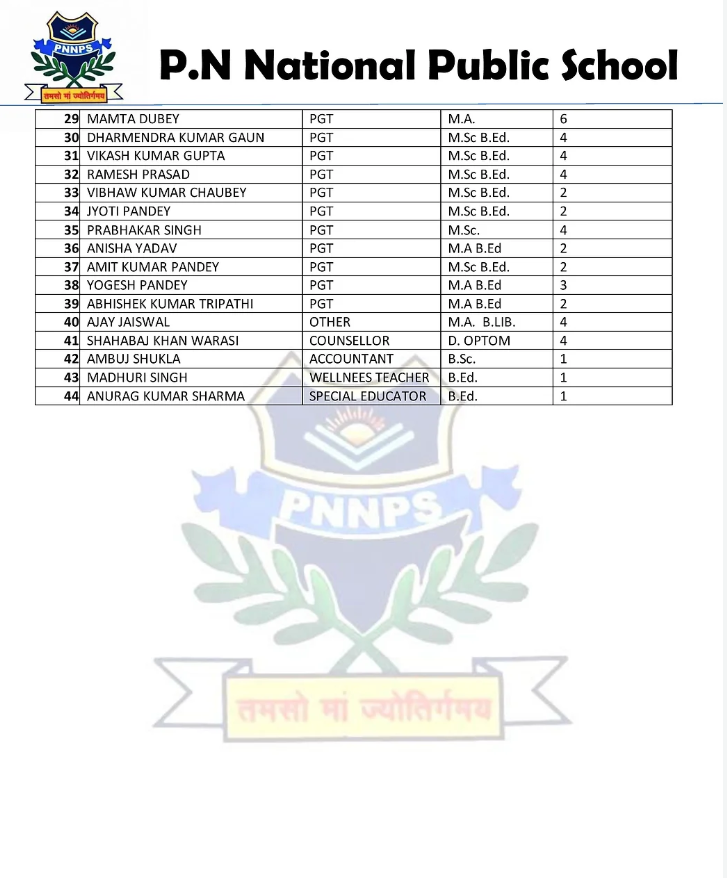 PNNPS
तमसो मां ज्योतिर्गमय
P.N National Public School
29 MAMTA DUBEY PGT M.A. 6
30 DHARMENDRA KUMAR GAUN PGT M.Sc B.Ed. 4
31 VIKASH KUMAR GUPTA PGT M.Sc B.Ed. 4
32 RAMESH PRASAD PGT M.Sc B.Ed. 4
33 VIBHAW KUMAR CHAUBEY PGT M.Sc B.Ed. 2
34 JYOTI PANDEY PGT M.Sc B.Ed. 2
35 PRABHAKAR SINGH PGT M.Sc. 4
36 ANISHA YADAV PGT M.A B.Ed 2
37 AMIT KUMAR PANDEY PGT M.Sc B.Ed. 2
38 YOGESH PANDEY PGT M.A B.Ed 3
39 ABHISHEK KUMAR TRIPATHI PGT M.A B.Ed 2
40 AJAY JAISWAL OTHER M.A. B.LIB. 4
41 SHAHABAJ KHAN WARASI COUNSELLOR D. OPTOM 4
42 AMBUJ SHUKLA ACCOUNTANT B.Sc. 1
43 MADHURI SINGH WELLNEES TEACHER B.Ed. 1
44 ANURAG KUMAR SHARMA SPECIAL EDUCATOR B.Ed. 1
PNNPS
तमसो मां ज्योतिर्गमय